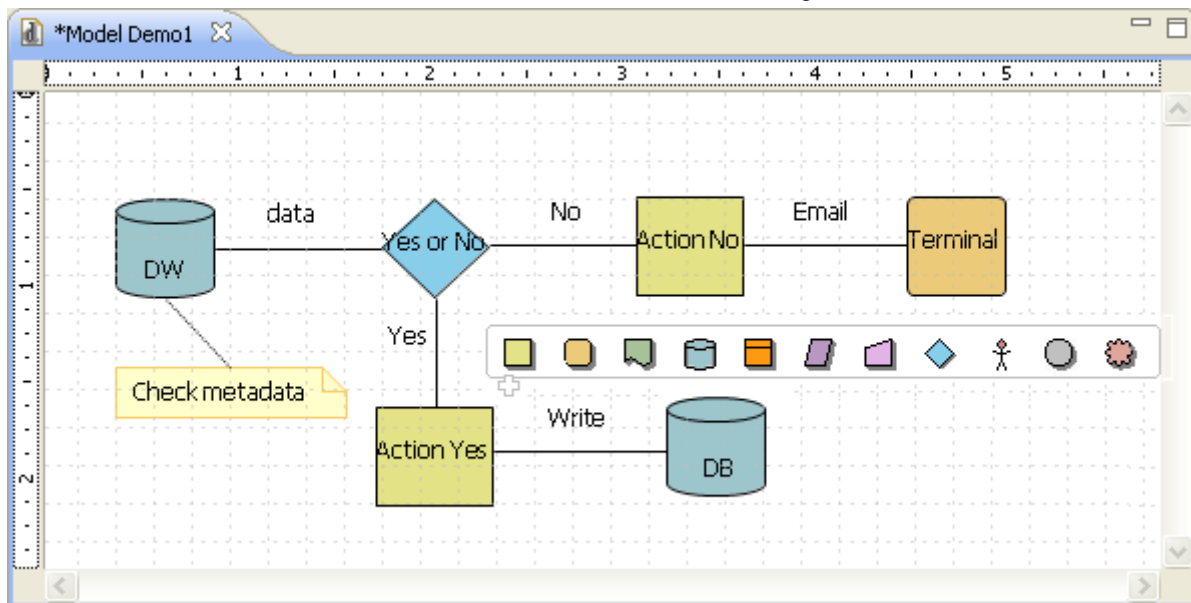 *Model Demo1
1 2 3 4 5
data
No
Email
Yes or No
Action No
Terminal
DW
1
Yes
Check metadata
Write
Action Yes
DB
2